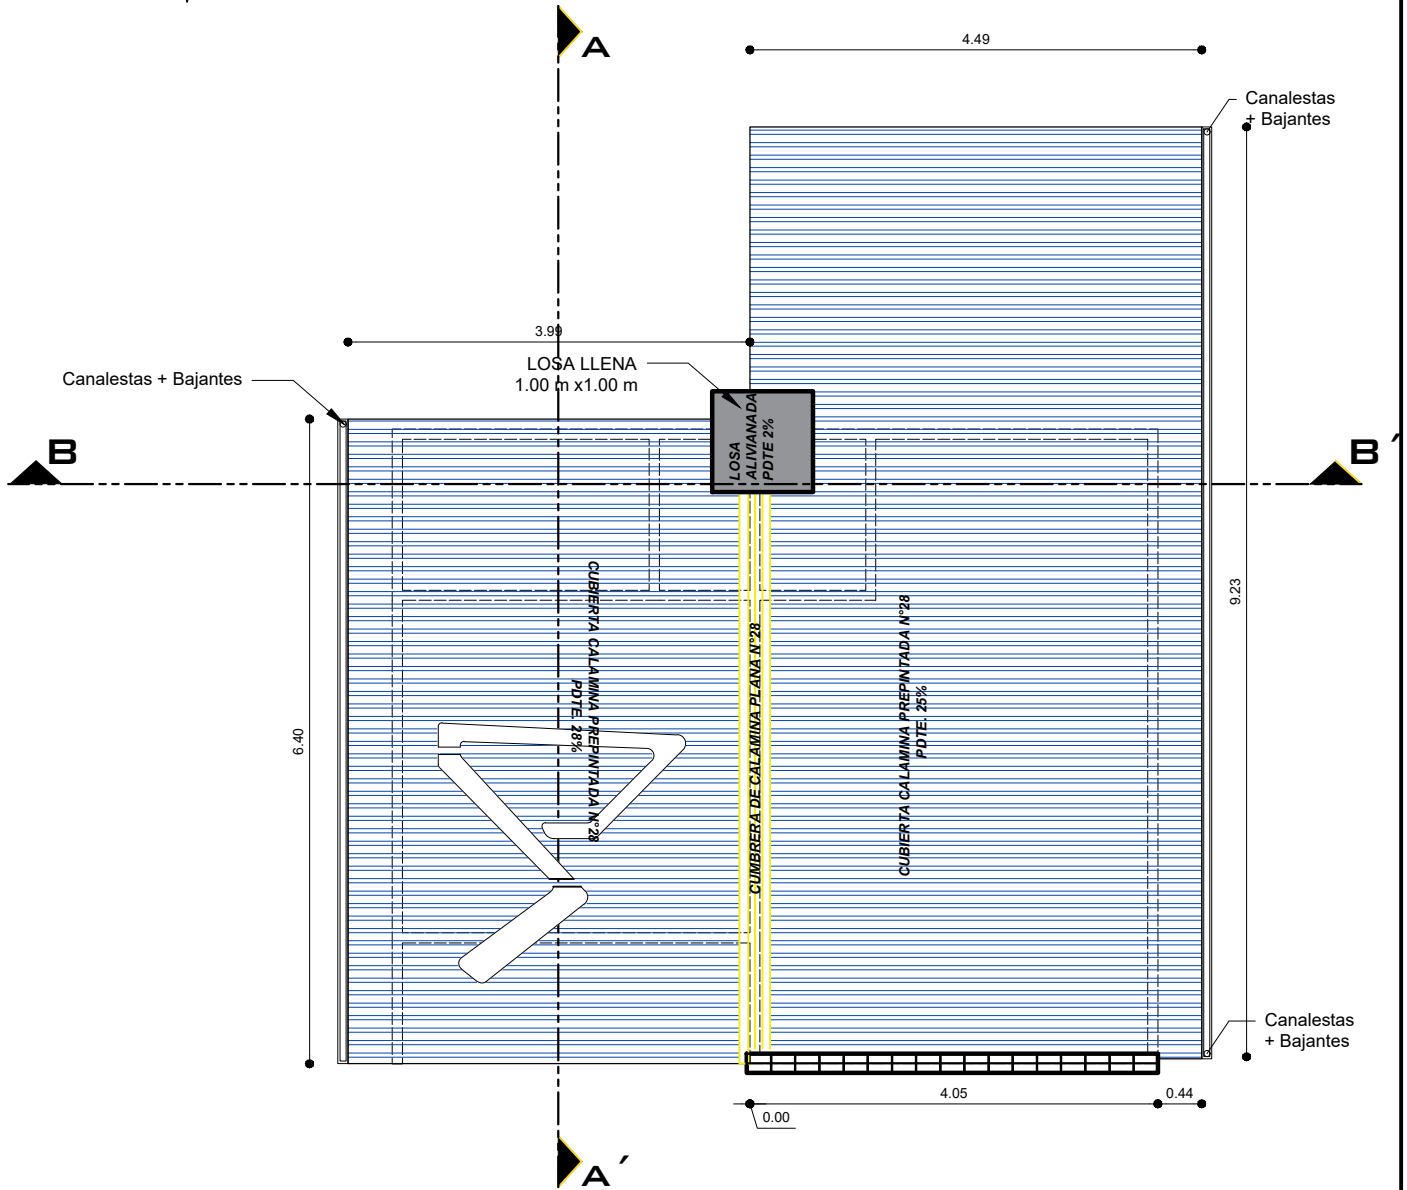 A
4.49
Canalestas
+ Bajantes
3.99
LOSA LLENA
1.00 m x1.00 m
Canalestas + Bajantes
LOSA
ALIVIANADA
PDTE 2%
B
B´
CUBIERTA CALAMINA PREPINTADA N°28
PDTE. 28%
CUMBRERA DE CALAMINA PLANA N°28
CUBIERTA CALAMINA PREPINTADA N°28
PDTE. 25%
9.23
6.40
Canalestas
+ Bajantes
4.05
0.44
0.00
A´